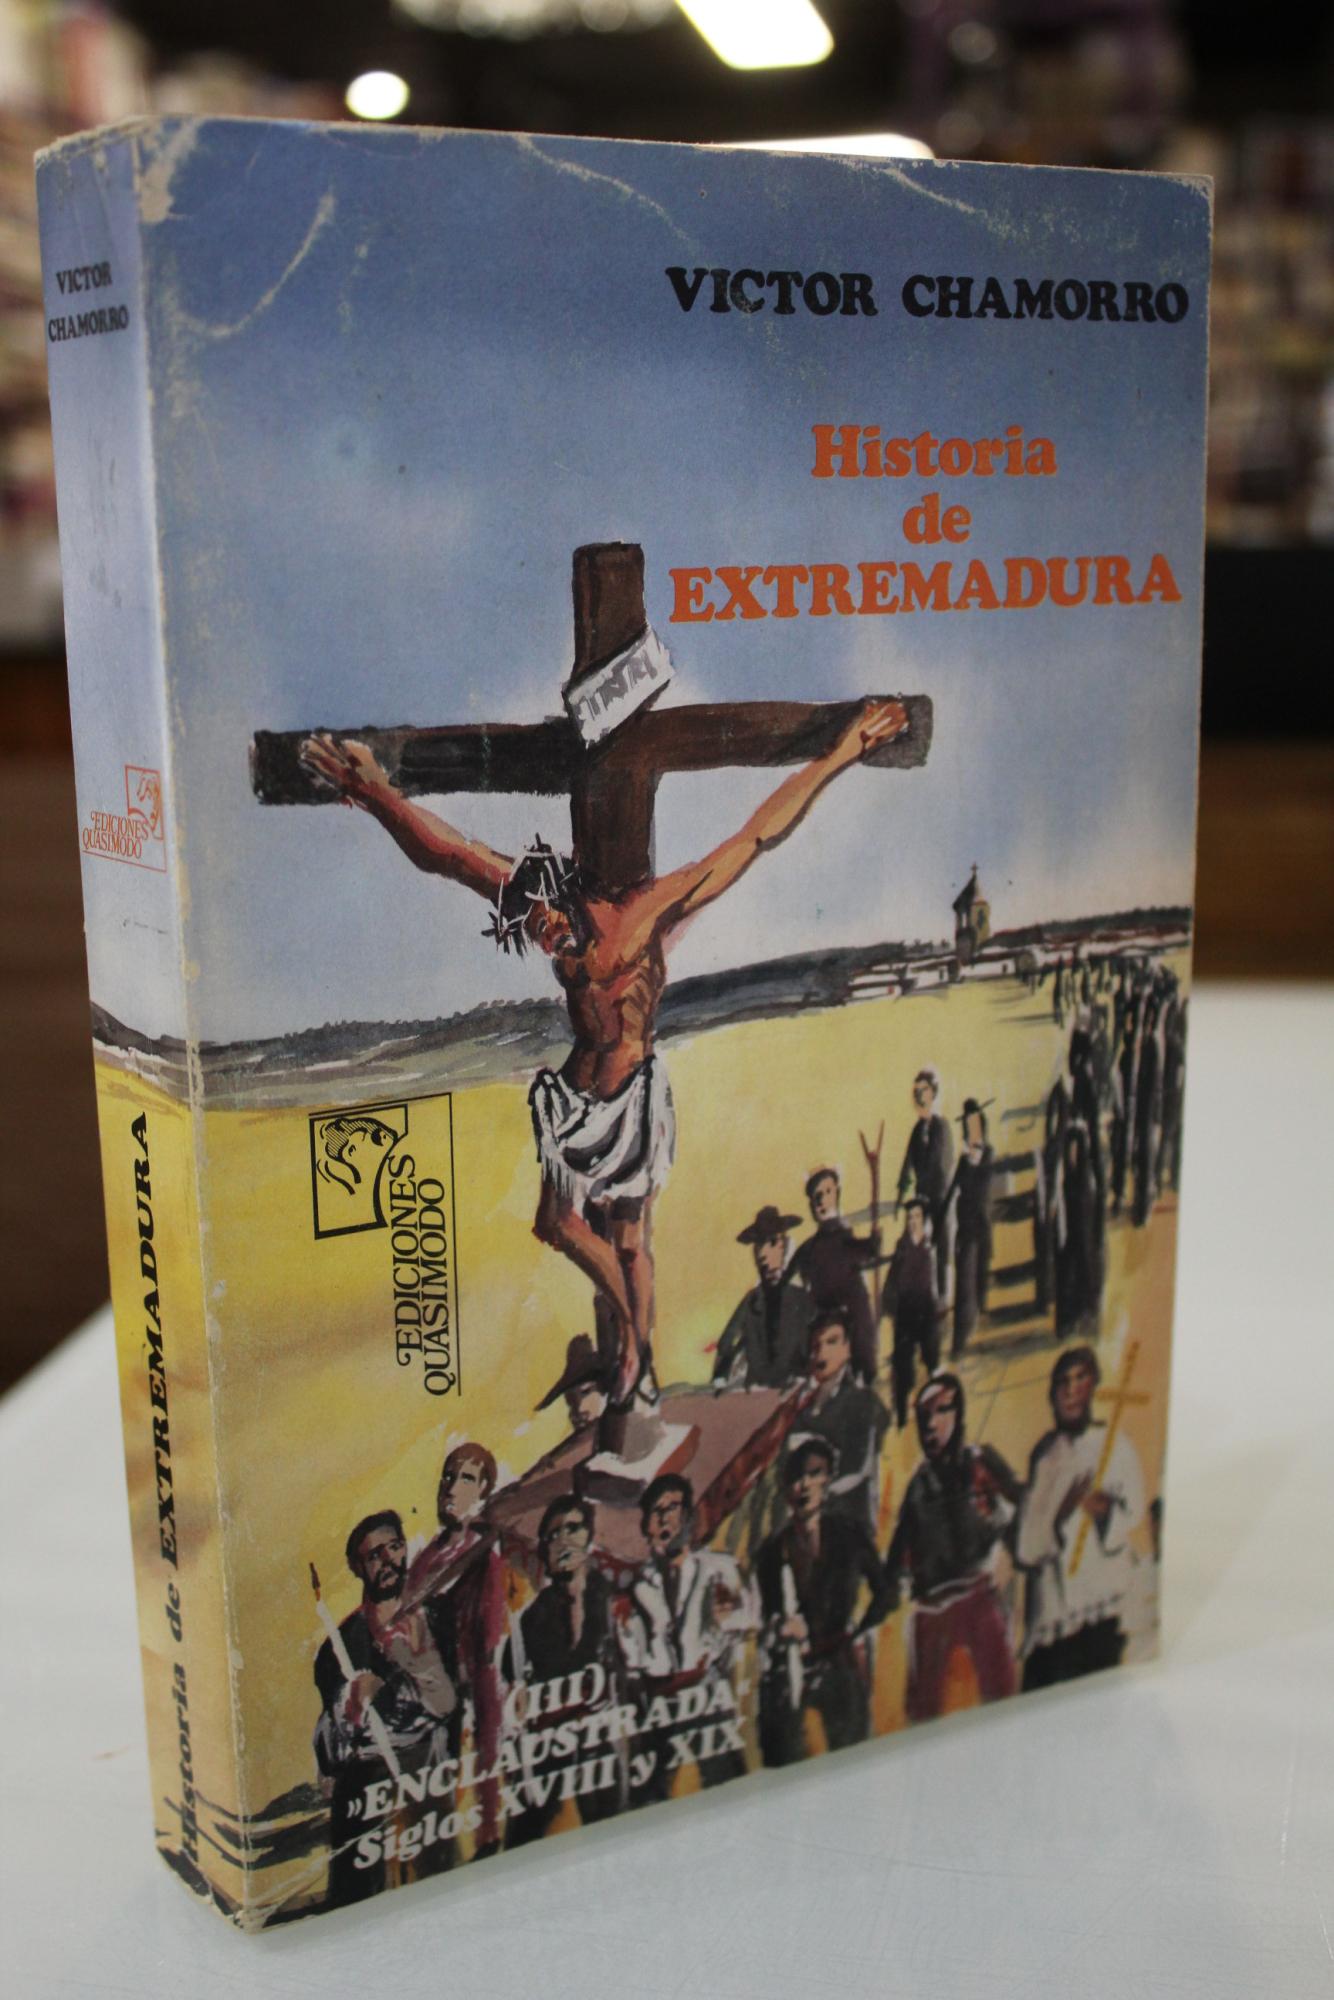 VICTOR
CHAMORRO
EDICIONES
QUASIMODO
Historia de EXTREMADURA
VICTOR CHAMORRO
Historia
de
EXTREMADURA
EDICIONES
QUASIMODO
(III)
"ENCLAUSTRADA"
Siglos XVIII y XIX